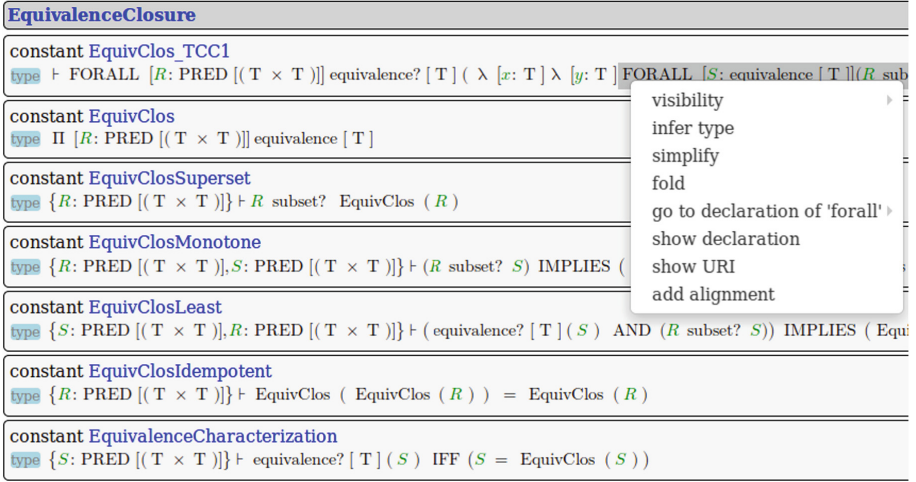 EquivalenceClosure
constant EquivClos_TCC1
type ⊢ FORALL [R: PRED [( T × T )]] equivalence? [ T ] ( λ [x: T ] λ [y: T ] FORALL [S: equivalence [ T ]](R sub
constant EquivClos
type Π [R: PRED [( T × T )]] equivalence [ T ]
constant EquivClosSuperset
type {R: PRED [( T × T )]} ⊢ R subset? EquivClos ( R )
constant EquivClosMonotone
type {R: PRED [( T × T )], S: PRED [( T × T )]} ⊢ (R subset? S) IMPLIES (
constant EquivClosLeast
type {S: PRED [( T × T )], R: PRED [( T × T )]} ⊢ ( equivalence? [ T ] ( S ) AND (R subset? S)) IMPLIES ( Equi
constant EquivClosIdempotent
type {R: PRED [( T × T )]} ⊢ EquivClos ( EquivClos ( R ) ) = EquivClos ( R )
constant EquivalenceCharacterization
type {S: PRED [( T × T )]} ⊢ equivalence? [ T ] ( S ) IFF (S = EquivClos ( S ))
visibility
infer type
simplify
fold
go to declaration of 'forall'
show declaration
show URI
add alignment